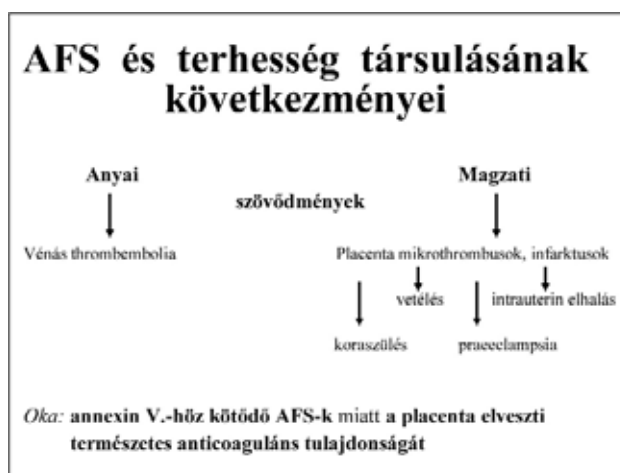 AFS és terhesség társulásának
következményei
Anyai
Magzati
szövődmények
Vénás thrombembolia
Placenta mikrothrombusok, infarktusok
vetélés
intrauterin elhalás
koraszülés
praeeclampsia
Oka: annexin V.-höz kötődő AFS-k miatt a placenta elveszti
természetes anticoaguláns tulajdonságát